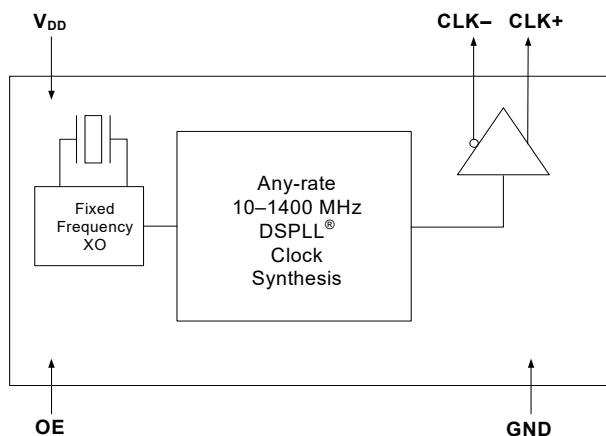 VDD
CLK– CLK+
Fixed
Frequency
XO
Any-rate
10–1400 MHz
DSPLL®
Clock
Synthesis
OE
GND